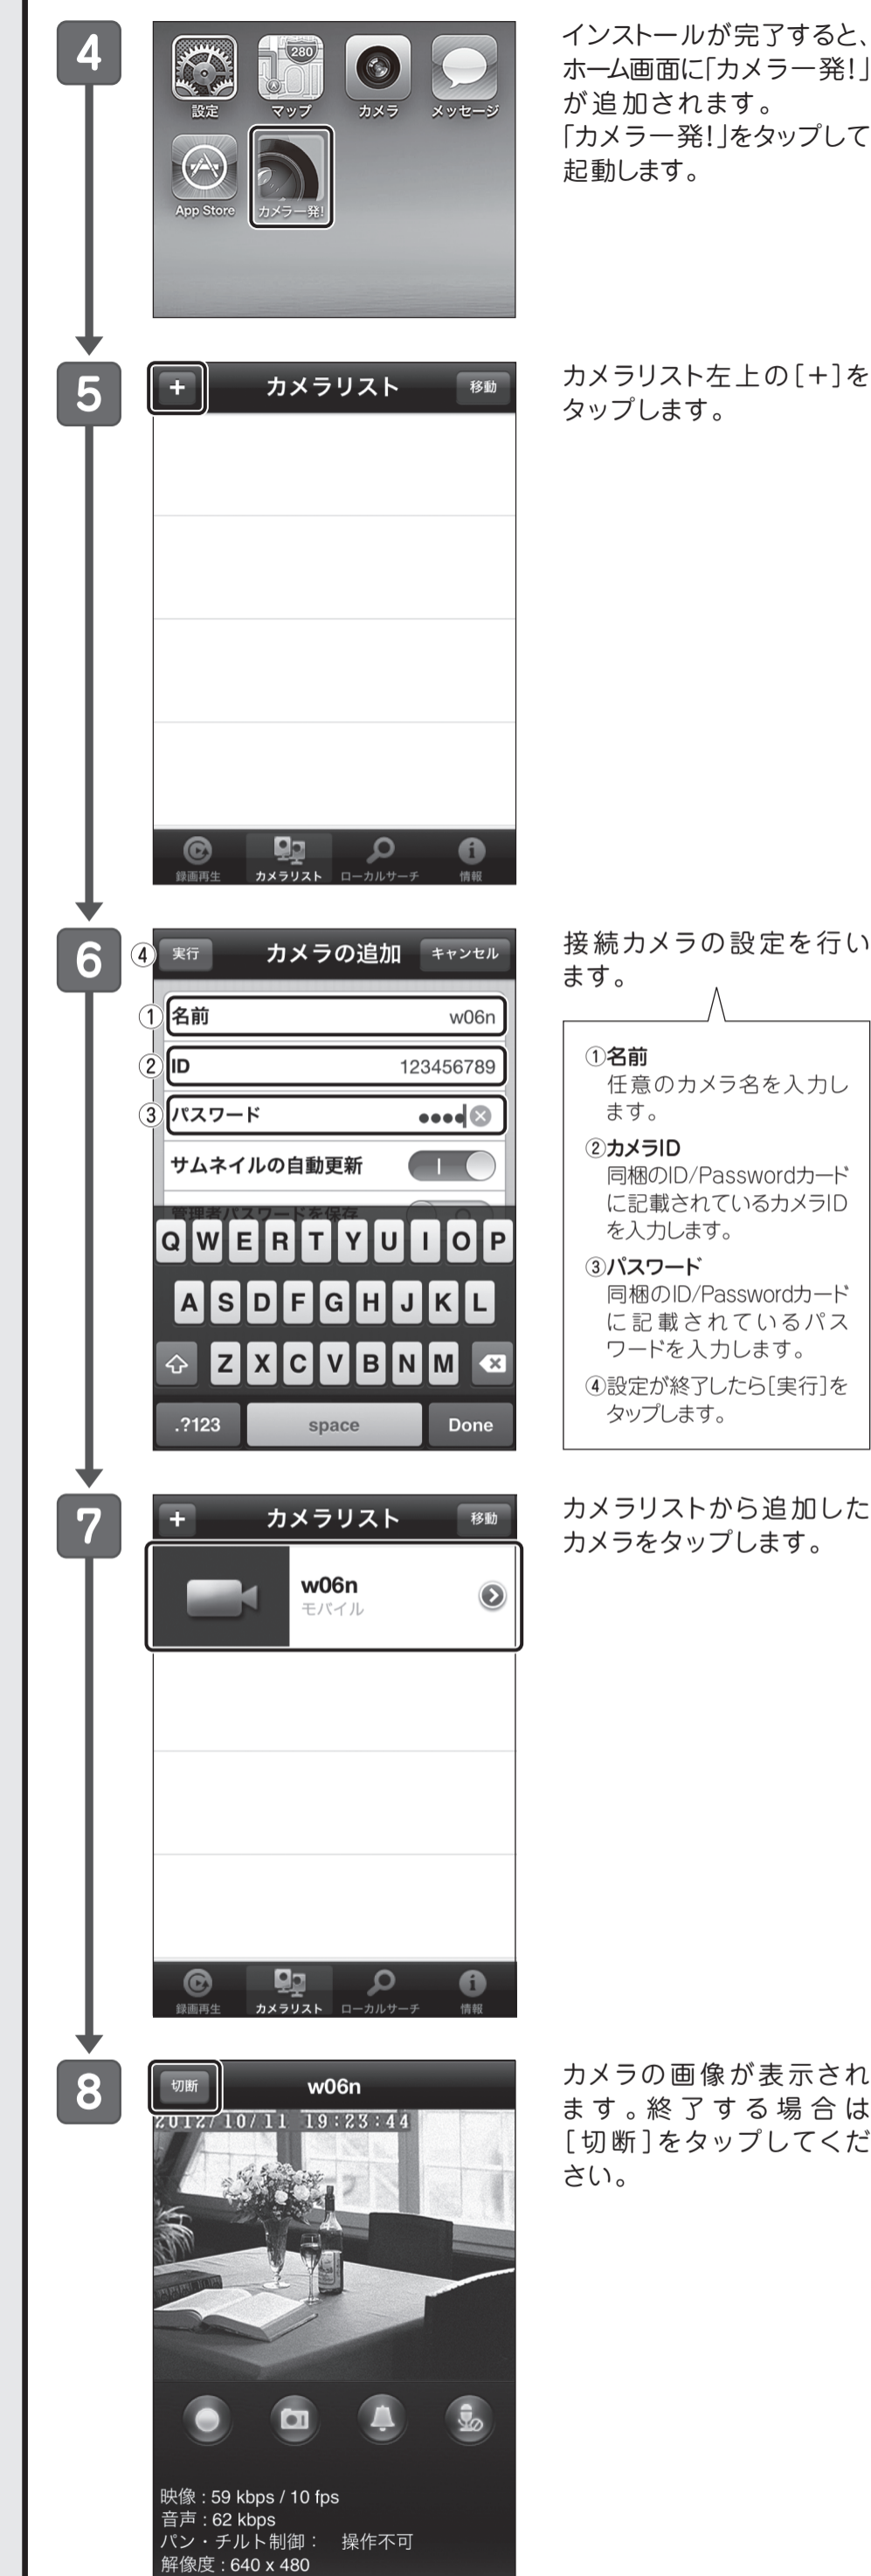 4
設定
マップ
280
カメラ
メッセージ
App Store
カメラ一発!
インストールが完了すると、
ホーム画面に「カメラ一発!」
が追加されます。
「カメラ一発!」をタップして
起動します。
5
+
カメラリスト
移動
録画再生
カメラリスト
ローカルサーチ
情報
カメラリスト左上の[+]を
タップします。
6
④ 実行
カメラの追加
キャンセル
① 名前 w06n
② ID 123456789
③ パスワード ••••
サムネイルの自動更新
管理者パスワードを保存
Q W E R T Y U I O P
A S D F G H J K L
Z X C V B N M
.?123 space Done
接続カメラの設定を行い
ます。
①名前
任意のカメラ名を入力し
ます。
②カメラID
同梱のID/Passwordカード
に記載されているカメラID
を入力します。
③パスワード
同梱のID/Passwordカード
に記載されているパス
ワードを入力します。
④設定が終了したら[実行]を
タップします。
7
+
カメラリスト
移動
w06n
モバイル
録画再生
カメラリスト
ローカルサーチ
情報
カメラリストから追加した
カメラをタップします。
8
切断
w06n
2012/10/11 19:23:44
映像 : 59 kbps / 10 fps
音声 : 62 kbps
パン・チルト制御： 操作不可
解像度 : 640 x 480
カメラの画像が表示され
ます。終了する場合は
[切断]をタップしてくだ
さい。